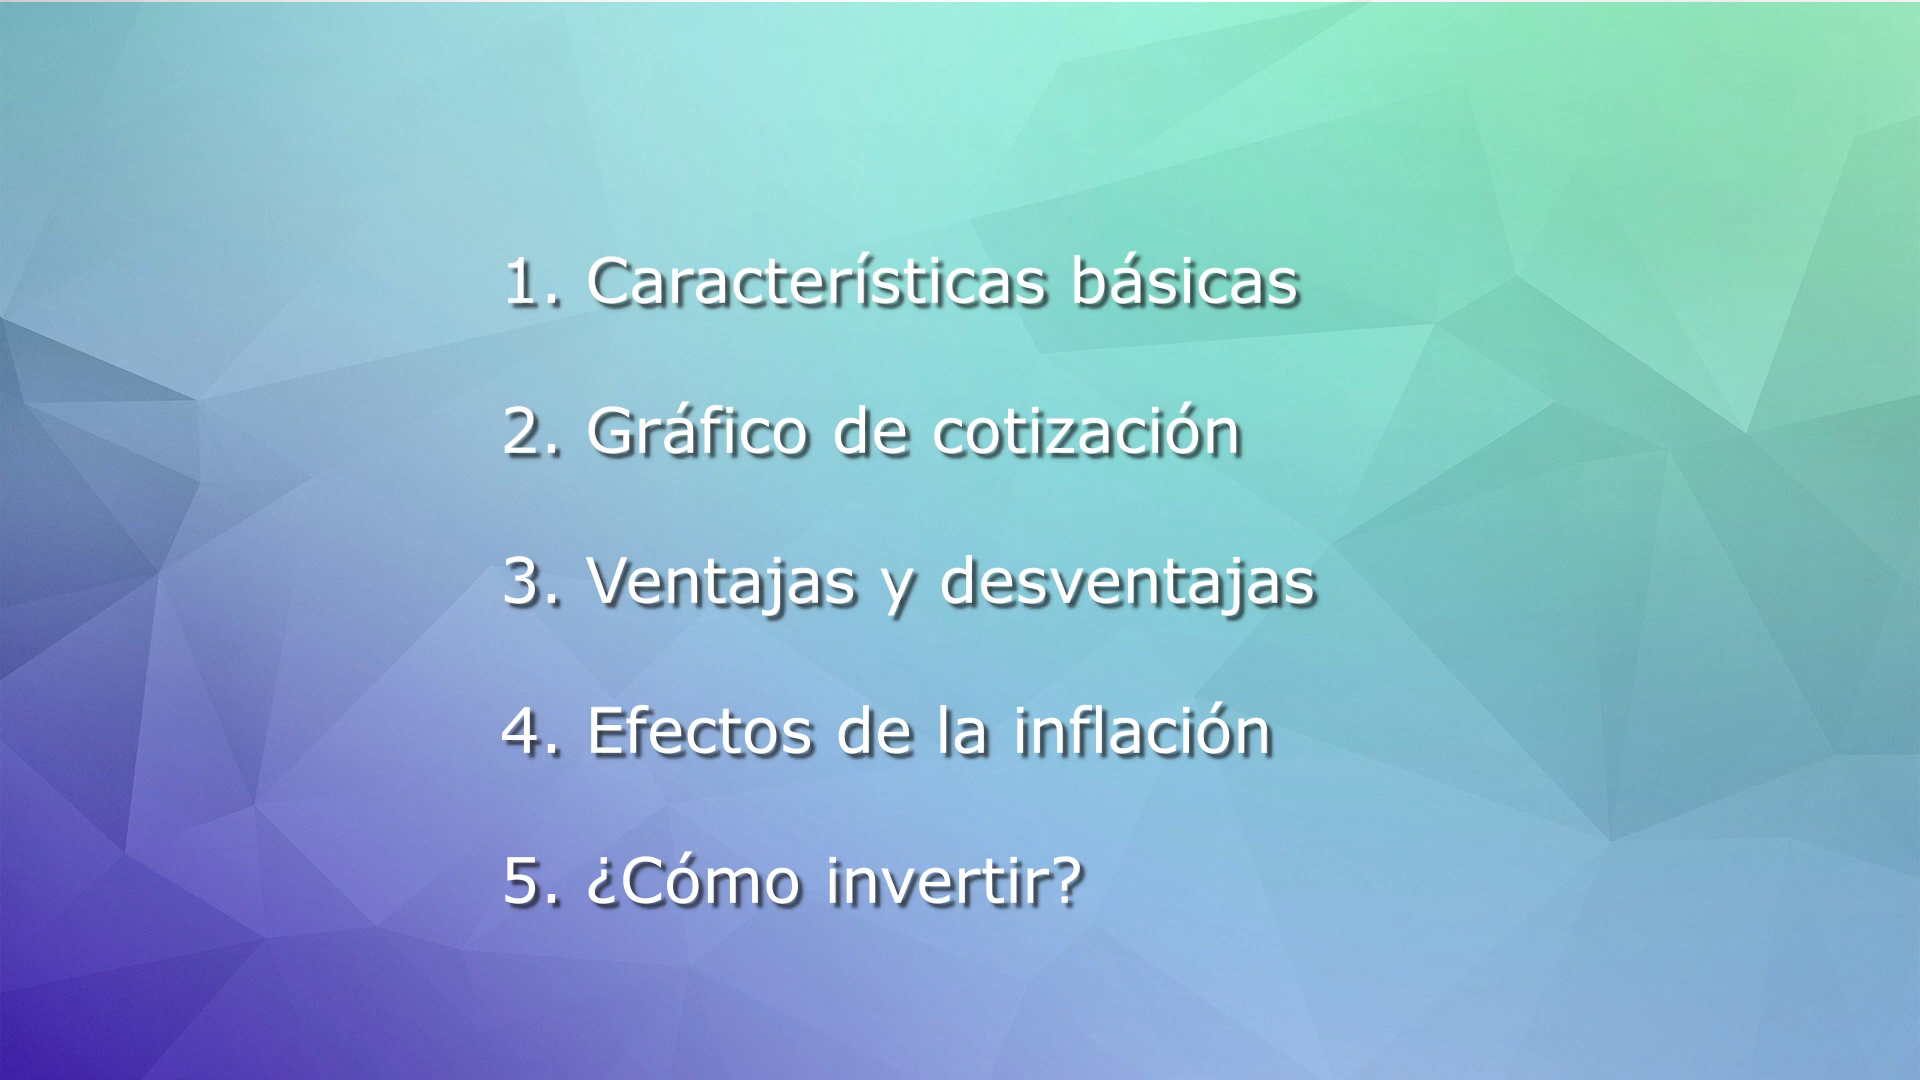 1. Características básicas
2. Gráfico de cotización
3. Ventajas y desventajas
4. Efectos de la inflación
5. ¿Cómo invertir?